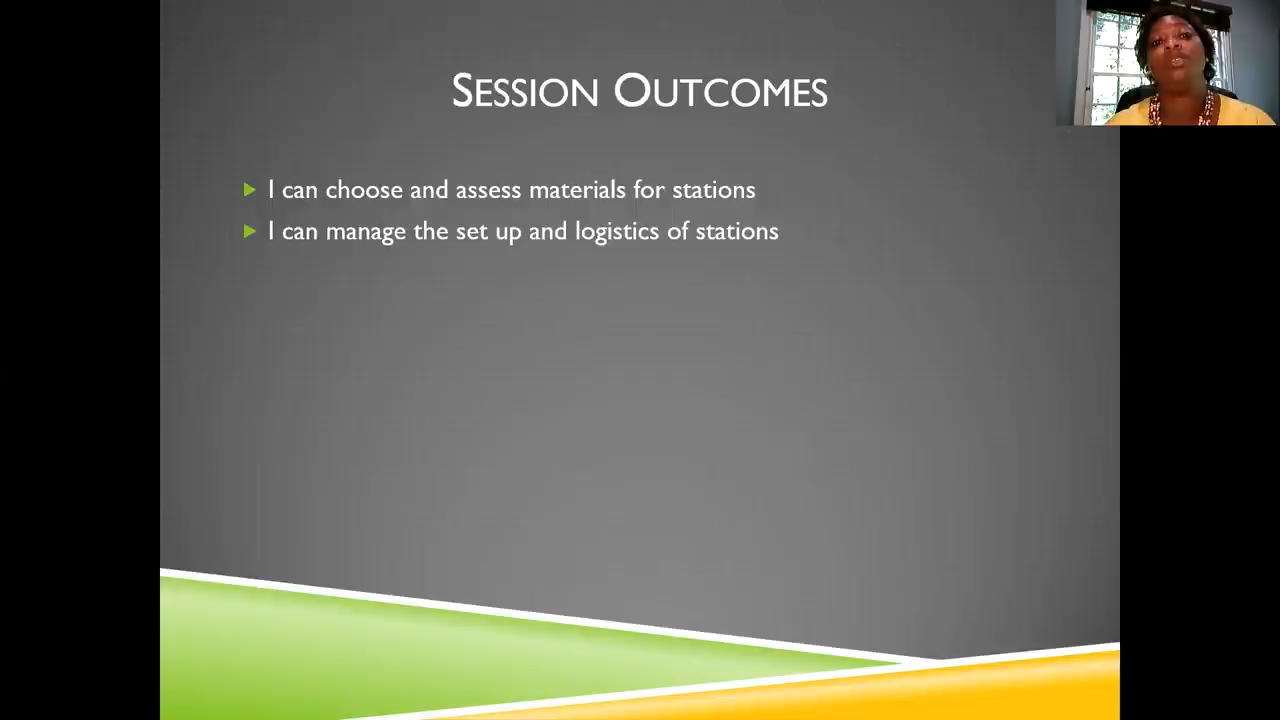 SESSION OUTCOMES
I can choose and assess materials for stations
I can manage the set up and logistics of stations